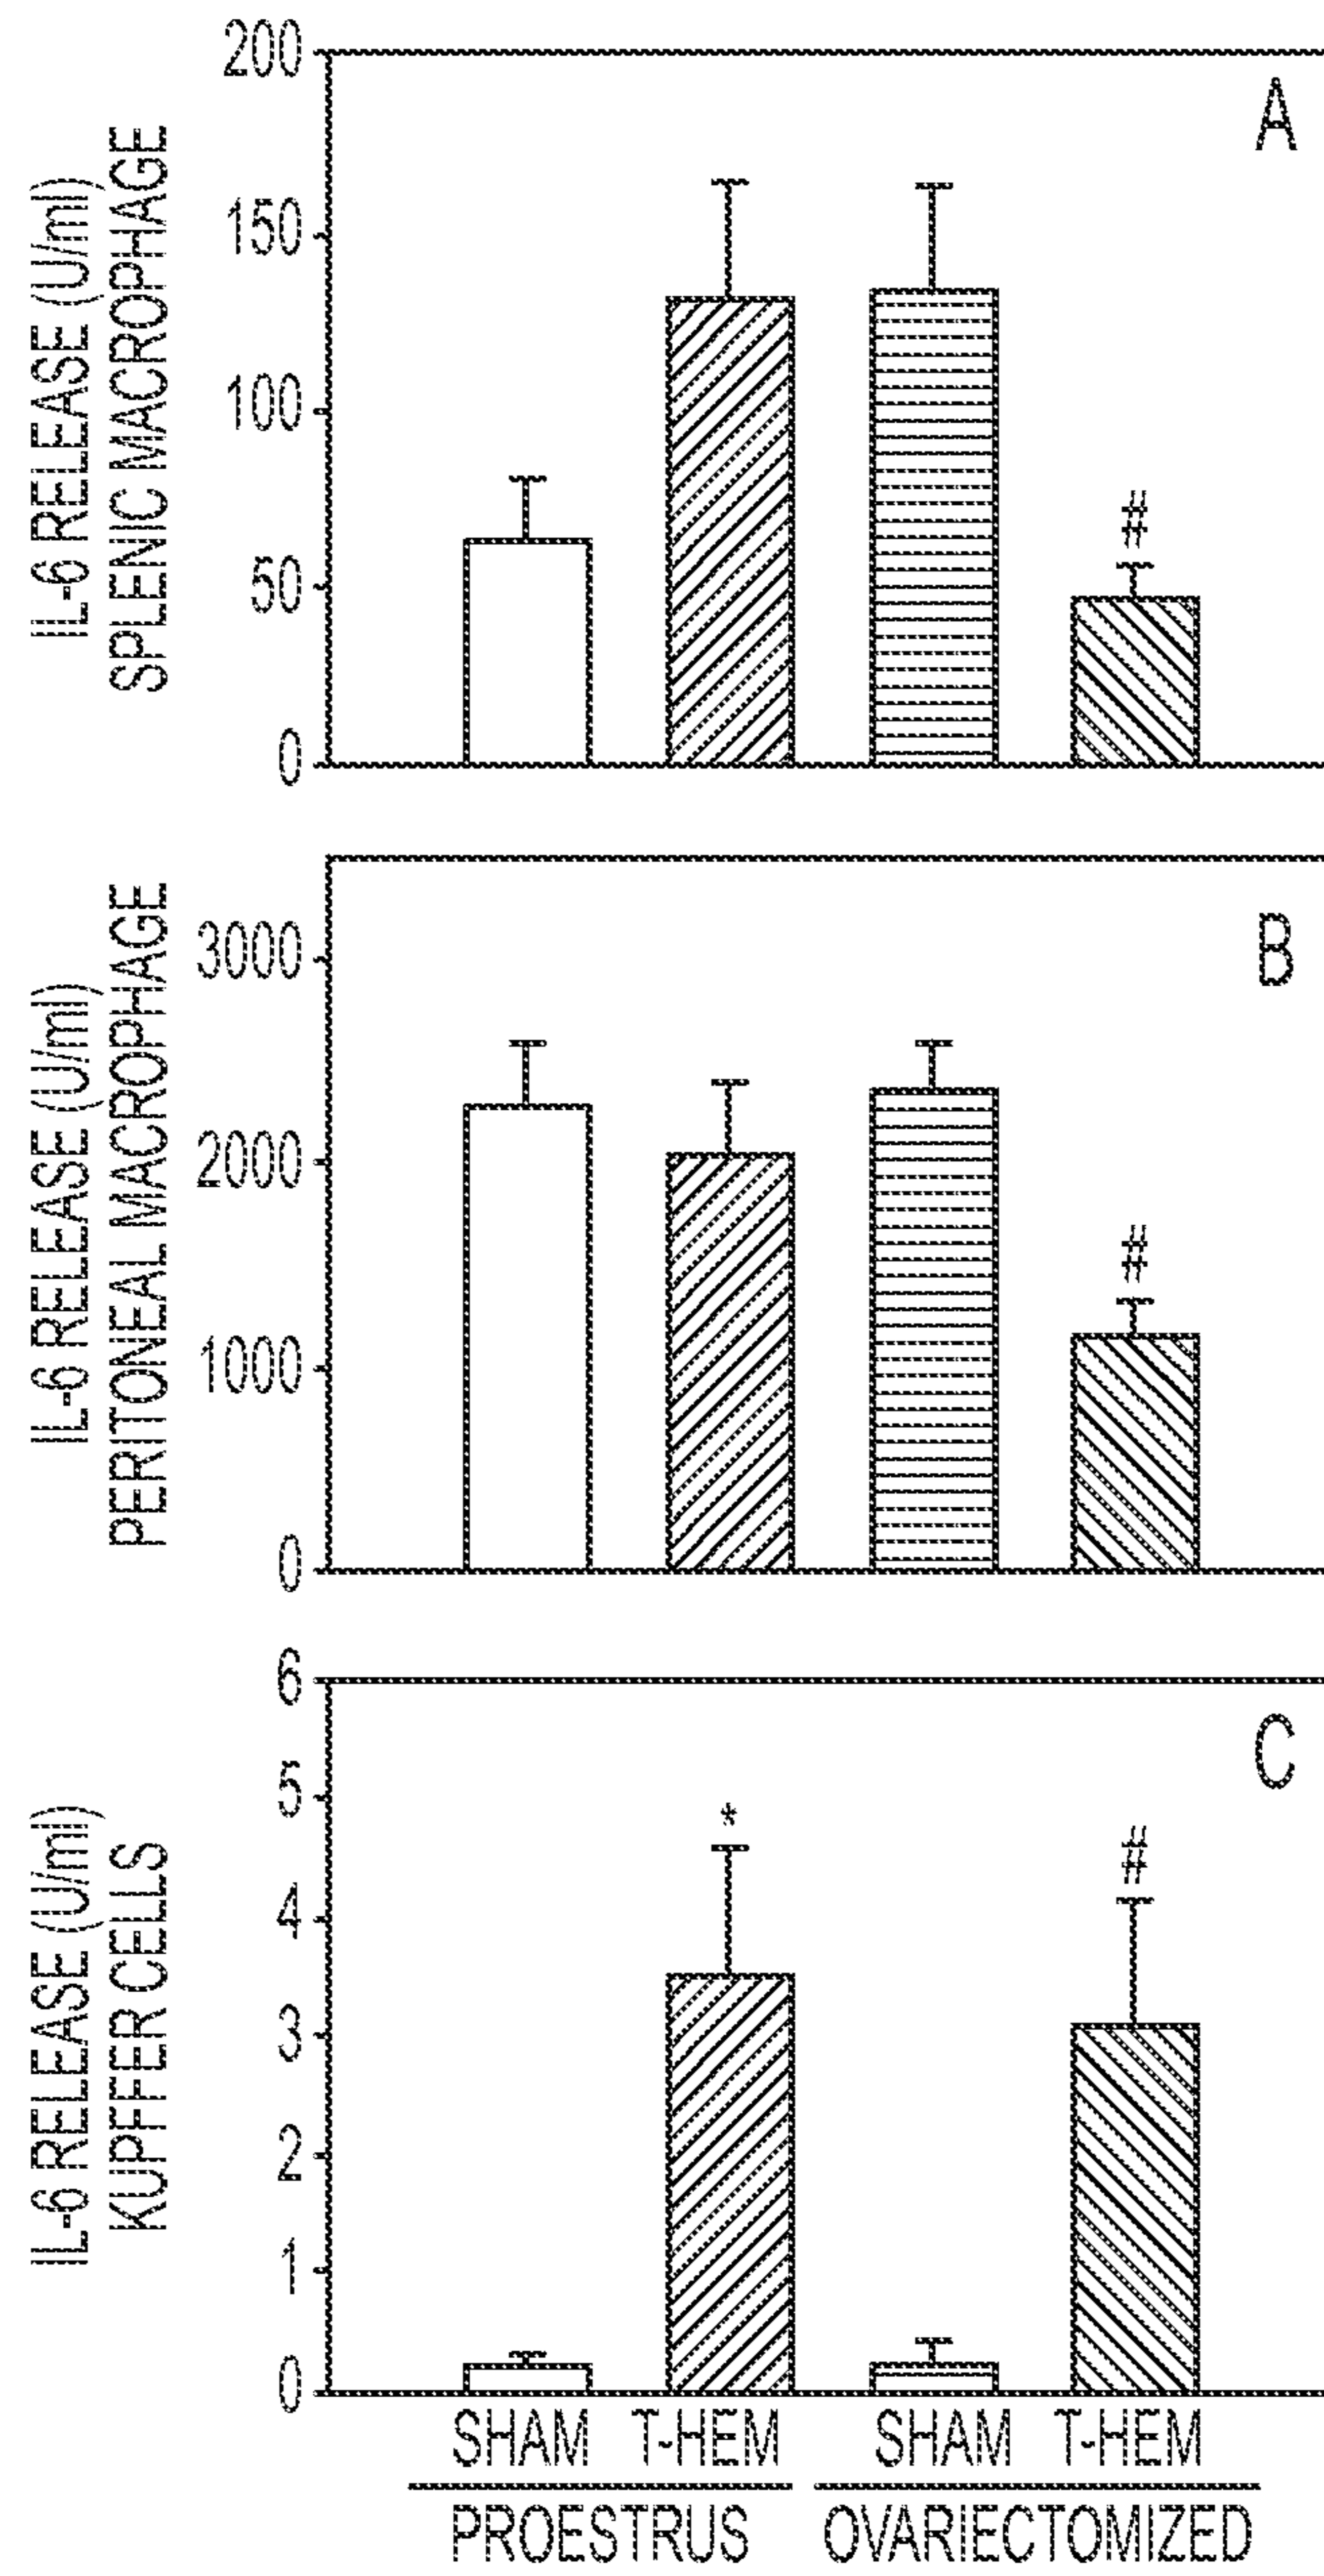 IL-6 RELEASE (U/ml)
SPLENIC MACROPHAGE
200
150
100
50
0
A
#
IL-6 RELEASE (U/ml)
PERITONEAL MACROPHAGE
3000
2000
1000
0
B
#
IL-6 RELEASE (U/ml)
KUPFFER CELLS
6
5
4
3
2
1
0
C
*
#
SHAM T-HEM SHAM T-HEM
PROESTRUS OVARIECTOMIZED